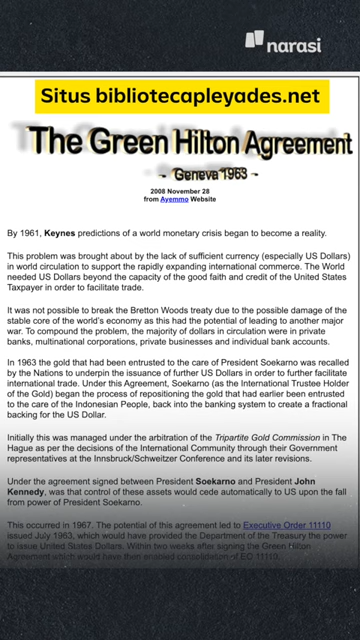 narasi
Situs bibliotecapleyades.net
The Green Hilton Agreement
- Geneva 1963 -
2008 November 28
from Ayemmo Website
By 1961, Keynes predictions of a world monetary crisis began to become a reality.
This problem was brought about by the lack of sufficient currency (especially US Dollars)
in world circulation to support the rapidly expanding international commerce. The World
needed US Dollars beyond the capacity of the good faith and credit of the United States
Taxpayer in order to facilitate trade.
It was not possible to break the Bretton Woods treaty due to the possible damage of the
stable core of the world's economy as this had the potential of leading to another major
war. To compound the problem, the majority of dollars in circulation were in private
banks, multinational corporations, private businesses and individual bank accounts.
In 1963 the gold that had been entrusted to the care of President Soekarno was recalled
by the Nations to underpin the issuance of further US Dollars in order to further facilitate
international trade. Under this Agreement, Soekarno (as the International Trustee Holder
of the Gold) began the process of repositioning the gold that had earlier been entrusted
to the care of the Indonesian People, back into the banking system to create a fractional
backing for the US Dollar.
Initially this was managed under the arbitration of the Tripartite Gold Commission in The
Hague as per the decisions of the International Community through their Government
representatives at the Innsbruck/Schweitzer Conference and its later revisions.
Under the agreement signed between President Soekarno and President John
Kennedy, was that control of these assets would cede automatically to US upon the fall
from power of President Soekarno.
This occurred in 1967. The potential of this agreement led to Executive Order 11110
issued July 1963, which would have provided the Department of the Treasury the power
to issue United States Dollars. Within two weeks after signing the Green Hilton
Agreement which would have then enabled consolidation of EO 11110,